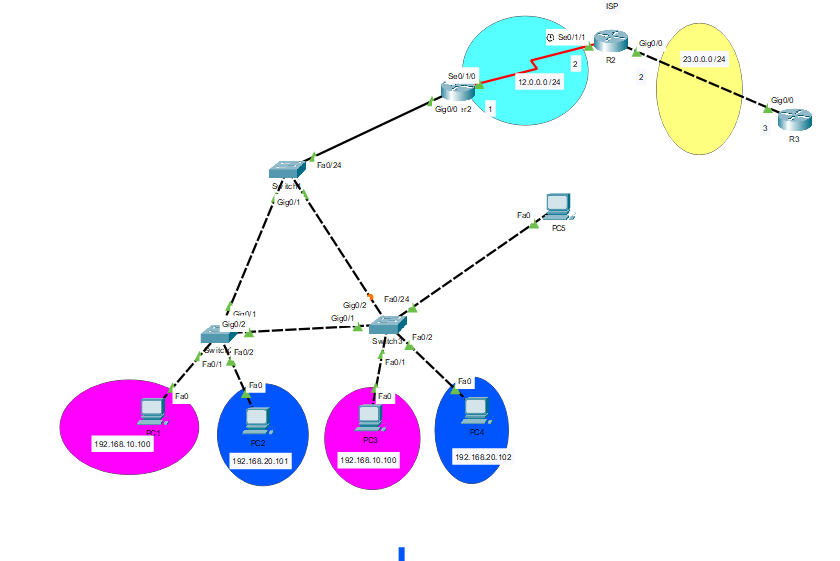 ISP
Se0/1/1
R2
Gig0/0
2
12.0.0.0 /24
2
23.0.0.0 /24
Se0/1/0
Gig0/0
rr2
1
Gig0/0
3
R3
Fa0/24
Gig0/1
Fa0
PC5
Gig0/2
Fa0/24
Gig0/1
Gig0/2
Gig0/1
Switch3
Fa0/1
Fa0/2
Fa0/1
Fa0/2
Fa0
Fa0
Fa0
Fa0
PC1
PC2
PC3
PC4
192.168.10.100
192.168.20.101
192.168.10.100
192.168.20.102